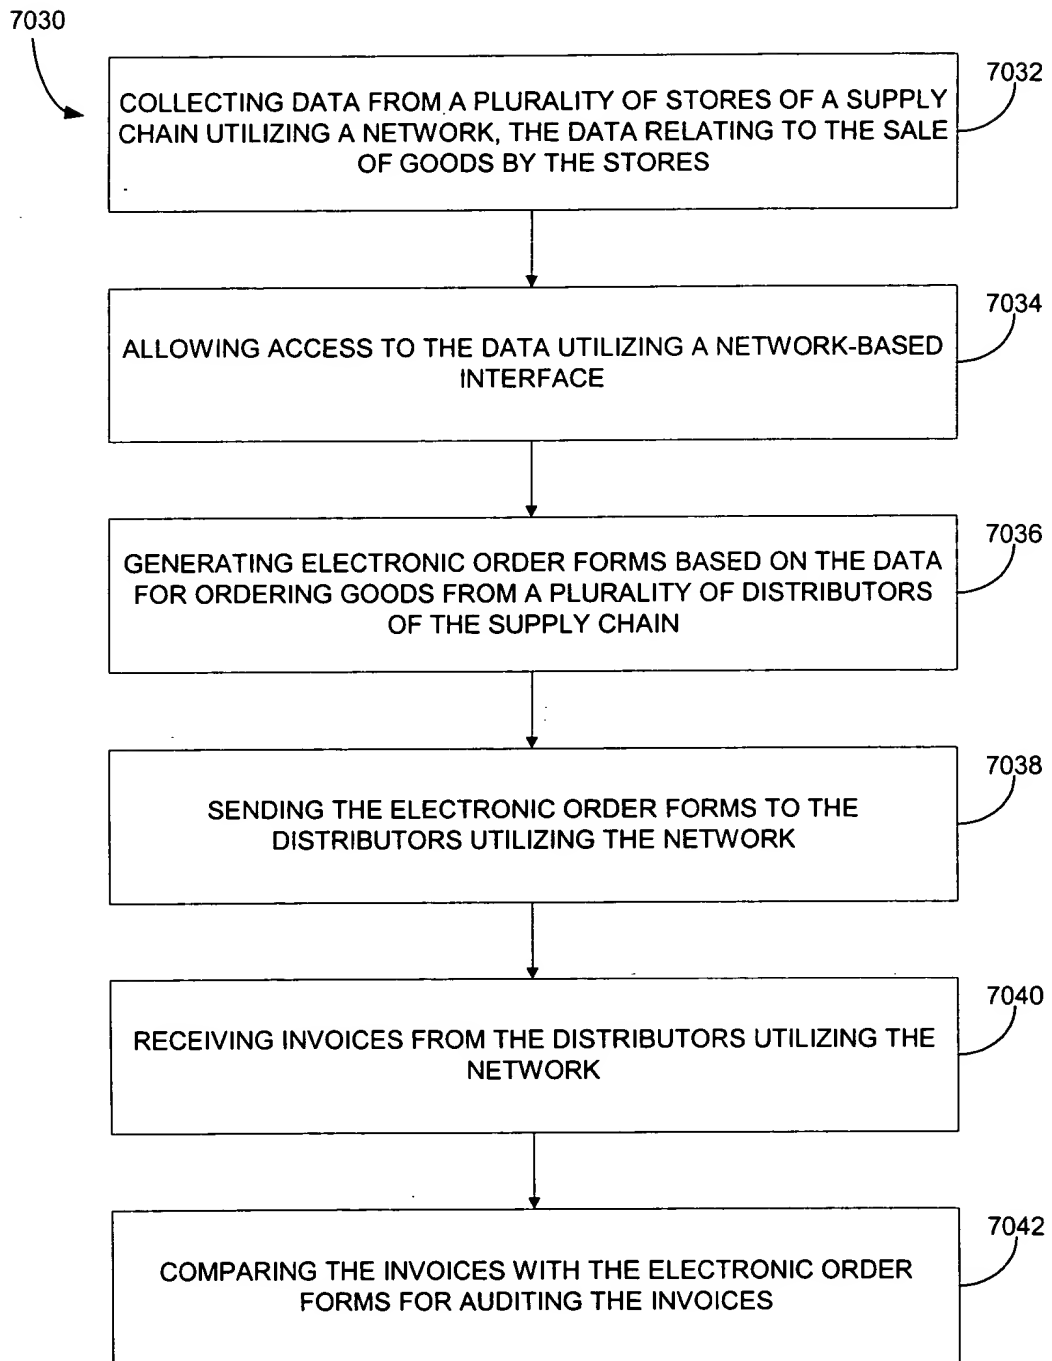 7030
7032
COLLECTING DATA FROM A PLURALITY OF STORES OF A SUPPLY
CHAIN UTILIZING A NETWORK, THE DATA RELATING TO THE SALE
OF GOODS BY THE STORES
7034
ALLOWING ACCESS TO THE DATA UTILIZING A NETWORK-BASED
INTERFACE
7036
GENERATING ELECTRONIC ORDER FORMS BASED ON THE DATA
FOR ORDERING GOODS FROM A PLURALITY OF DISTRIBUTORS
OF THE SUPPLY CHAIN
7038
SENDING THE ELECTRONIC ORDER FORMS TO THE
DISTRIBUTORS UTILIZING THE NETWORK
7040
RECEIVING INVOICES FROM THE DISTRIBUTORS UTILIZING THE
NETWORK
7042
COMPARING THE INVOICES WITH THE ELECTRONIC ORDER
FORMS FOR AUDITING THE INVOICES